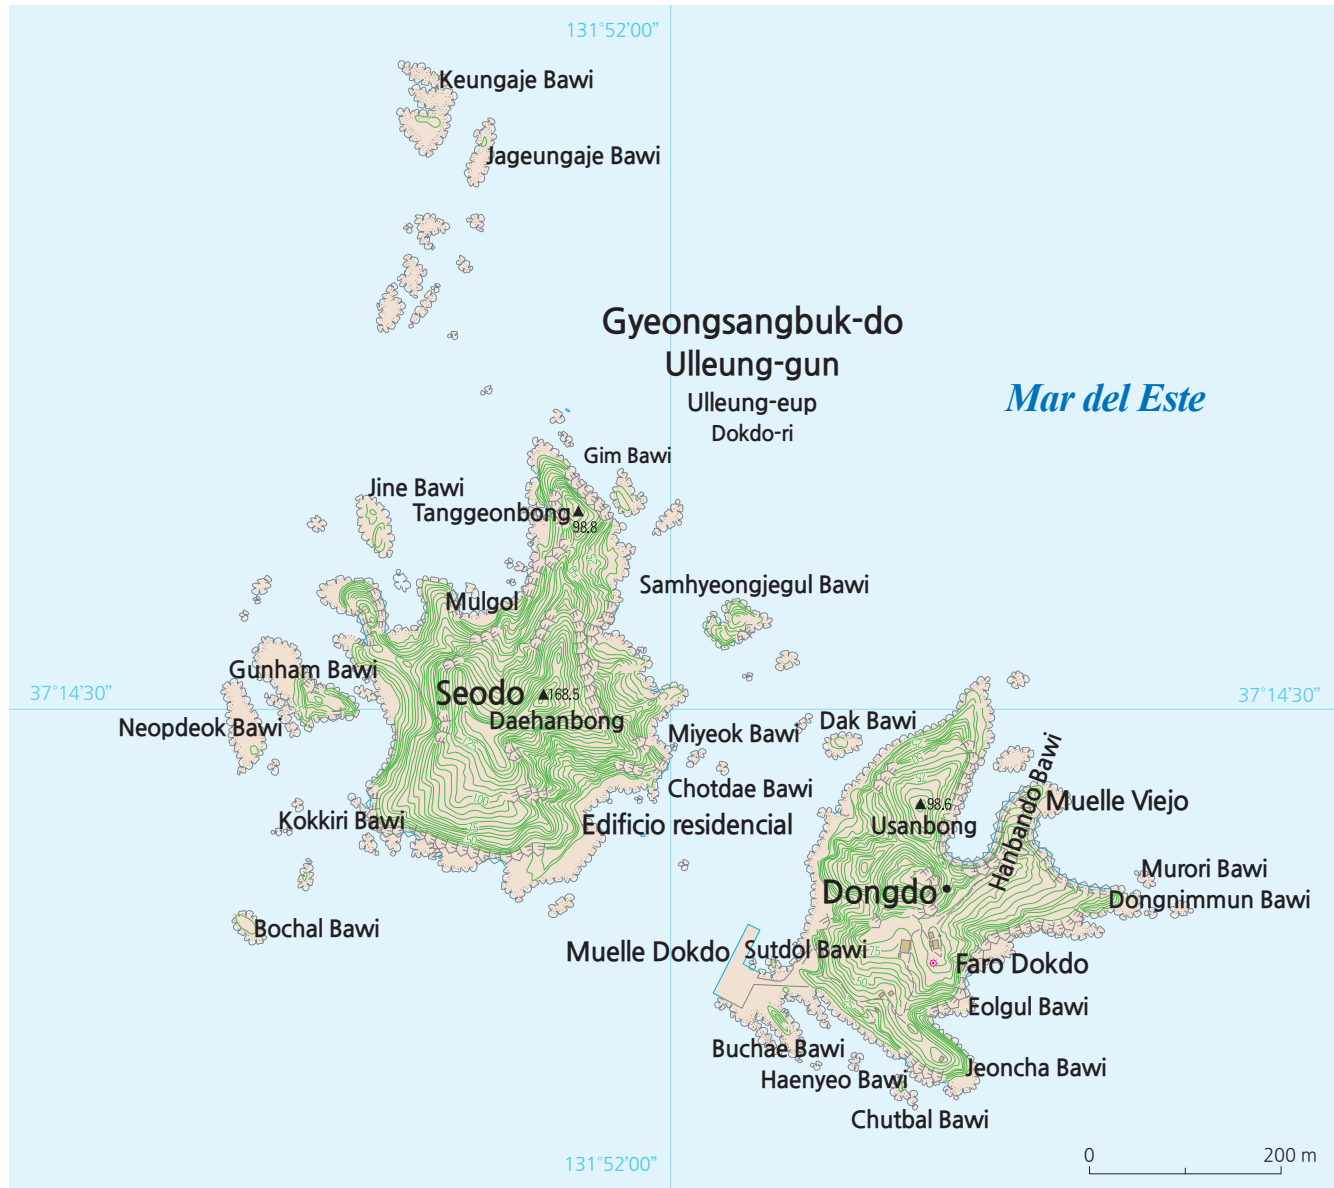 131°52'00"
Keungaje Bawi
Jageungaje Bawi
Gyeongsangbuk-do
Ulleung-gun
Ulleung-eup
Dokdo-ri
Mar del Este
Gim Bawi
Jine Bawi
Tanggeonbong
98.8
Samhyeongjegul Bawi
Mulgol
Gunham Bawi
37°14'30"
Seodo
168.5
37°14'30"
Daehanbong
Neopdeok Bawi
Miyeok Bawi
Dak Bawi
Hanbando Bawi
Chotdae Bawi
98.6
Muelle Viejo
100
Kokkiri Bawi
Edificio residencial
Usanbong
Murori Bawi
Dongdo
Dongnimmun Bawi
Bochal Bawi
Muelle Dokdo
Sutdol Bawi
75
Faro Dokdo
50
Eolgul Bawi
Buchae Bawi
Jeoncha Bawi
Haenyeo Bawi
Chutbal Bawi
131°52'00"
0 200 m